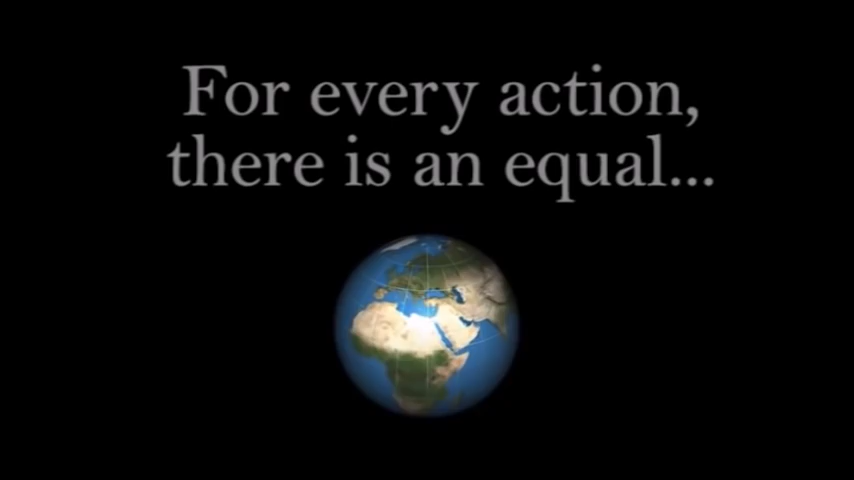 For every action,
there is an equal...